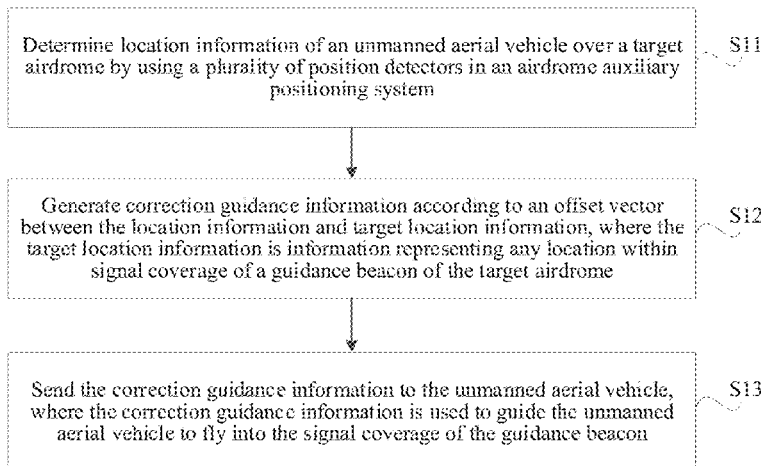 Determine location information of an unmanned aerial vehicle over a target
airdrome by using a plurality of position detectors in an airdrome auxiliary
positioning system
S11
Generate correction guidance information according to an offset vector
between the location information and target location information, where the
target location information is information representing any location within
signal coverage of a guidance beacon of the target airdrome
S12
Send the correction guidance information to the unmanned aerial vehicle,
where the correction guidance information is used to guide the unmanned
aerial vehicle to fly into the signal coverage of the guidance beacon
S13